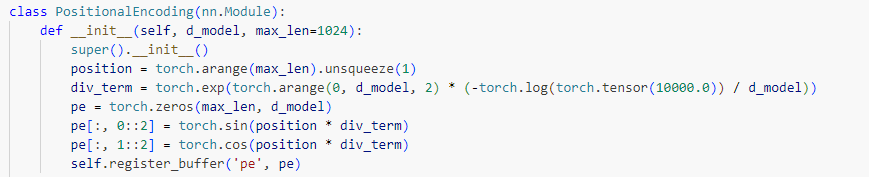 class PositionalEncoding(nn.Module):
    def __init__(self, d_model, max_len=1024):
        super().__init__()
        position = torch.arange(max_len).unsqueeze(1)
        div_term = torch.exp(torch.arange(0, d_model, 2) * (-torch.log(torch.tensor(10000.0)) / d_model))
        pe = torch.zeros(max_len, d_model)
        pe[:, 0::2] = torch.sin(position * div_term)
        pe[:, 1::2] = torch.cos(position * div_term)
        self.register_buffer('pe', pe)